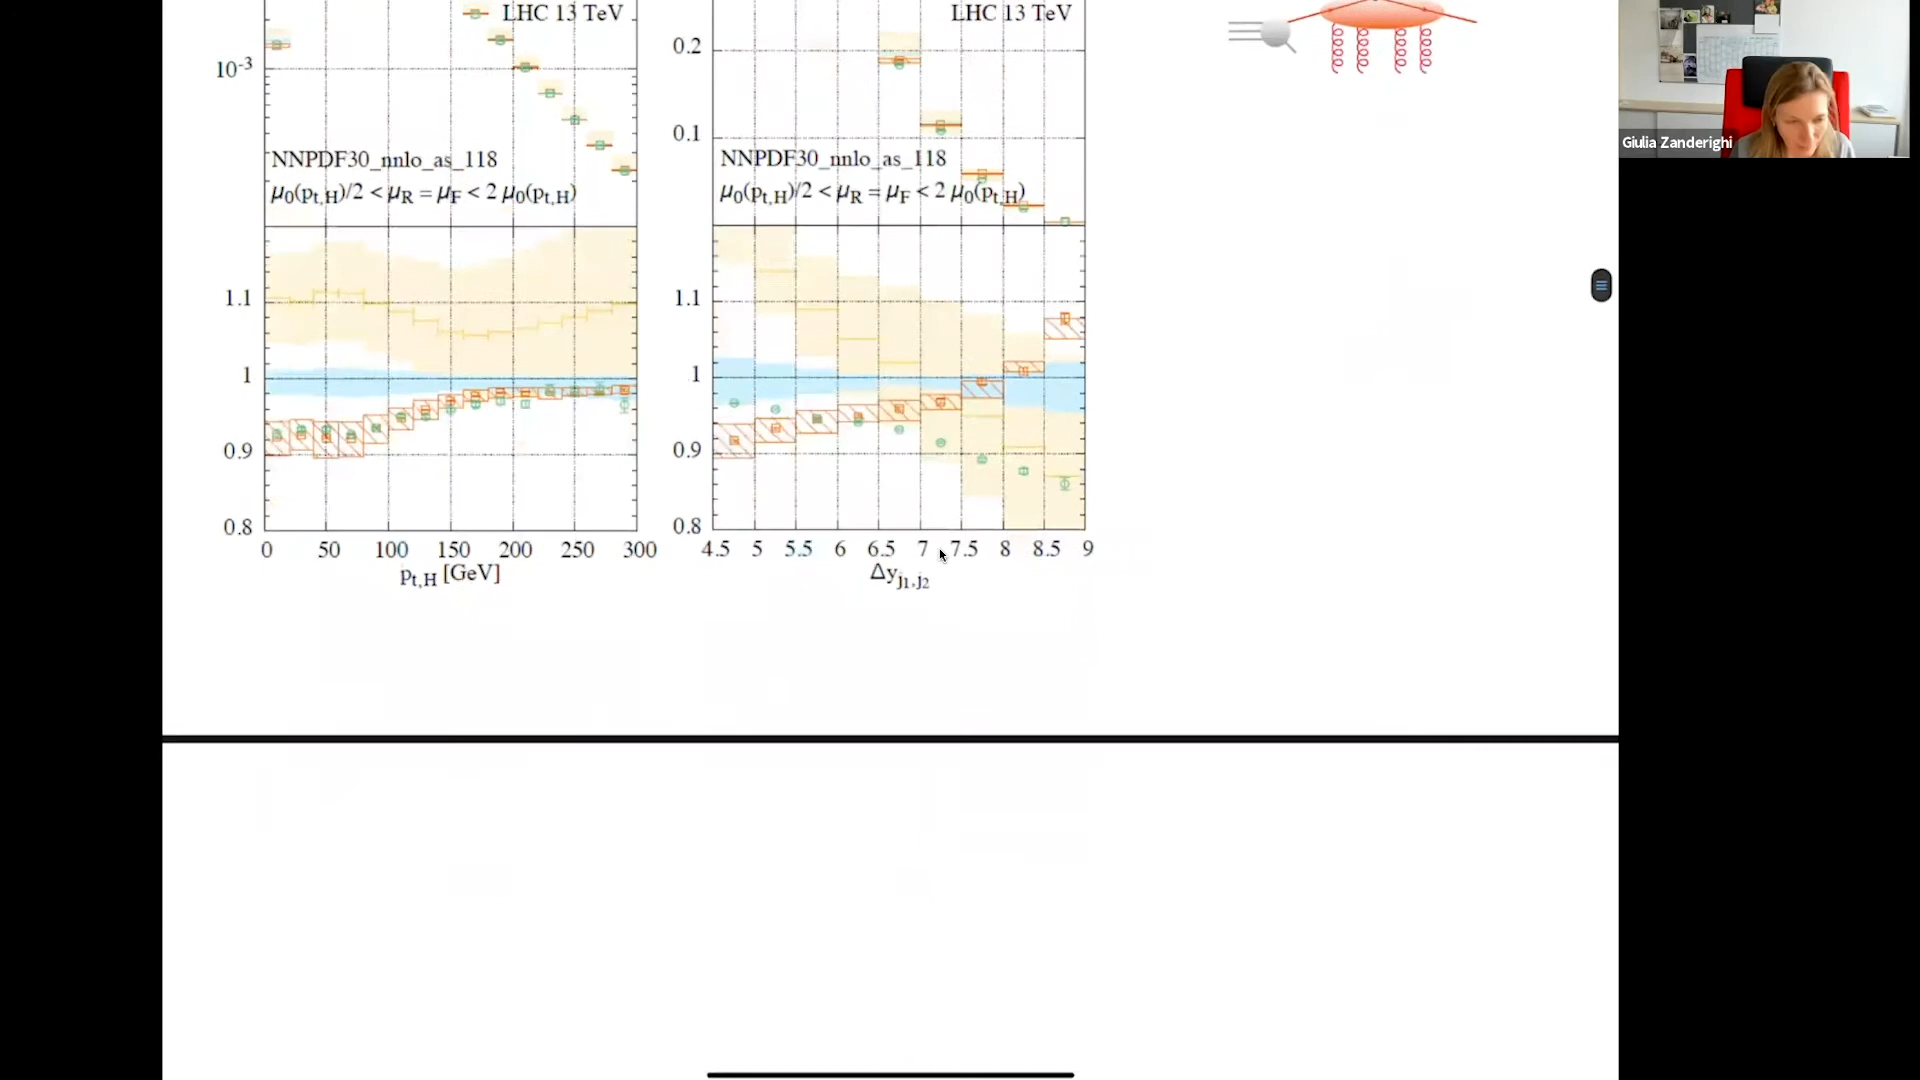 LHC 13 TeV
10-3
NNPDF30_nnlo_as_118
μ0(pt,H)/2 < μR = μF < 2 μ0(pt,H)
1.1
1
0.9
0.8
0 50 100 150 200 250 300
pt,H [GeV]
LHC 13 TeV
0.2
0.1
NNPDF30_nnlo_as_118
μ0(pt,H)/2 < μR = μF < 2 μ0(pt,H)
1.1
1
0.9
0.8
4.5 5 5.5 6 6.5 7 7.5 8 8.5 9
Δyj1,j2
Giulia Zanderighi